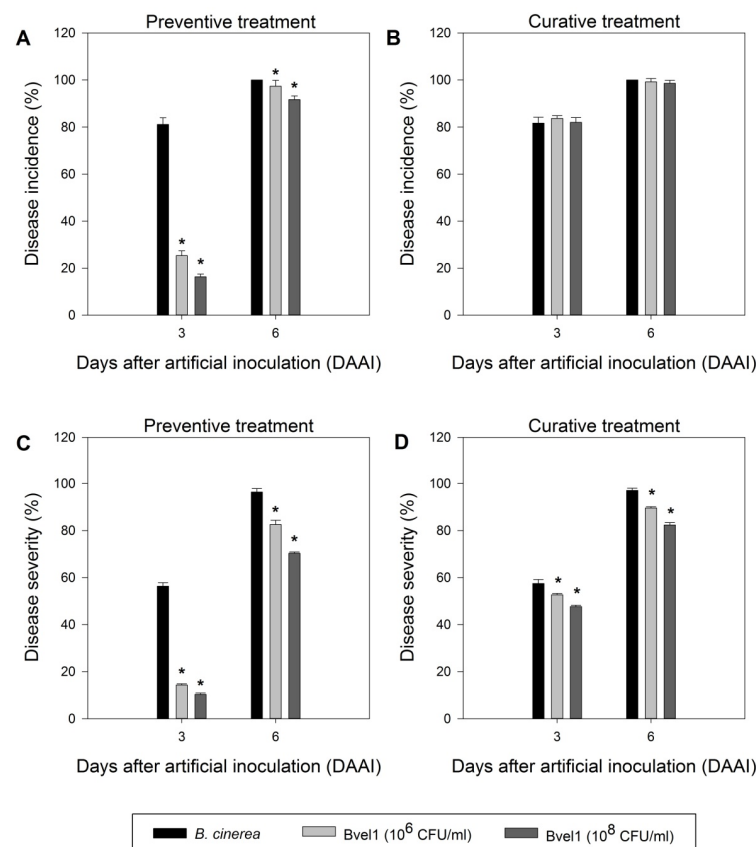 A
Preventive treatment
120
100
80
60
40
20
0
Disease incidence (%)
*
*
*
*
3
6
Days after artificial inoculation (DAAI)
B
Curative treatment
120
100
80
60
40
20
0
Disease incidence (%)
3
6
Days after artificial inoculation (DAAI)
C
Preventive treatment
120
100
80
60
40
20
0
Disease severity (%)
*
*
*
*
3
6
Days after artificial inoculation (DAAI)
D
Curative treatment
120
100
80
60
40
20
0
Disease severity (%)
*
*
*
*
3
6
Days after artificial inoculation (DAAI)
B. cinerea Bvel1 (10⁶ CFU/ml) Bvel1 (10⁸ CFU/ml)